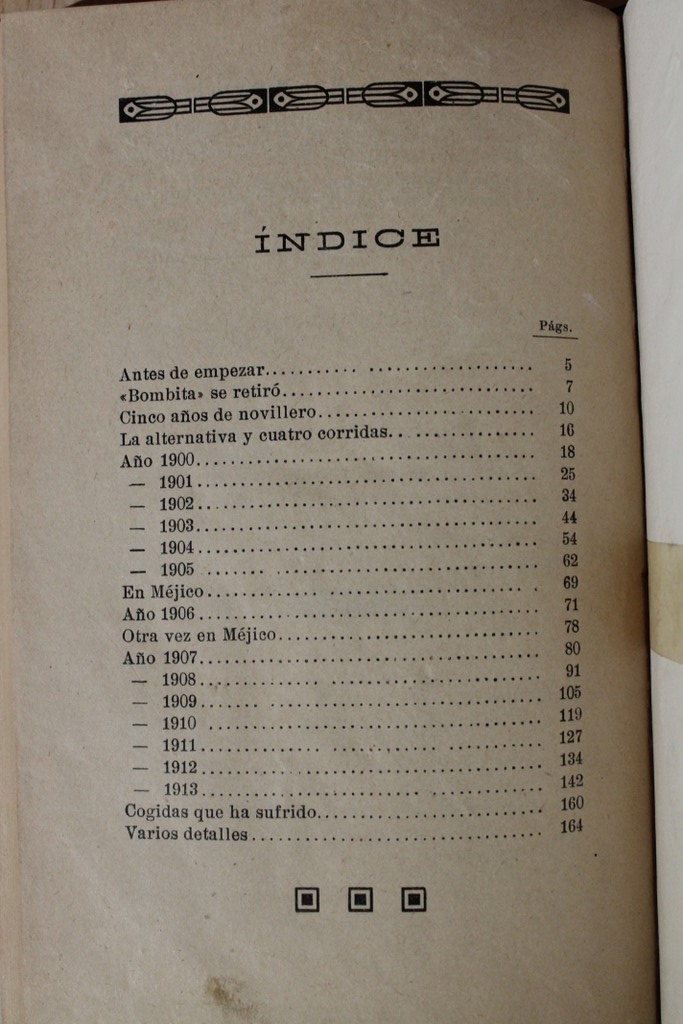 ÍNDICE
Págs.
Antes de empezar........... ................... 5
«Bombita» se retiró............................. 7
Cinco años de novillero......................... 10
La alternativa y cuatro corridas.. ............. 16
Año 1900........................................ 18
— 1901........................................ 25
— 1902........................................ 34
— 1903........................................ 44
— 1904........................................ 54
— 1905 ....... ............................... 62
En Méjico............... ................... . 69
Año 1906........................................ 71
Otra vez en Méjico.............................. 78
Año 1907........................................ 80
— 1908............... ........................ 91
— 1909....... ................................ 105
— 1910 ....................................... 119
— 1911............... ............ ........... 127
— 1912........................................ 134
— 1913........................................ 142
Cogidas que ha sufrido.......................... 160
Varios detalles................................. 164